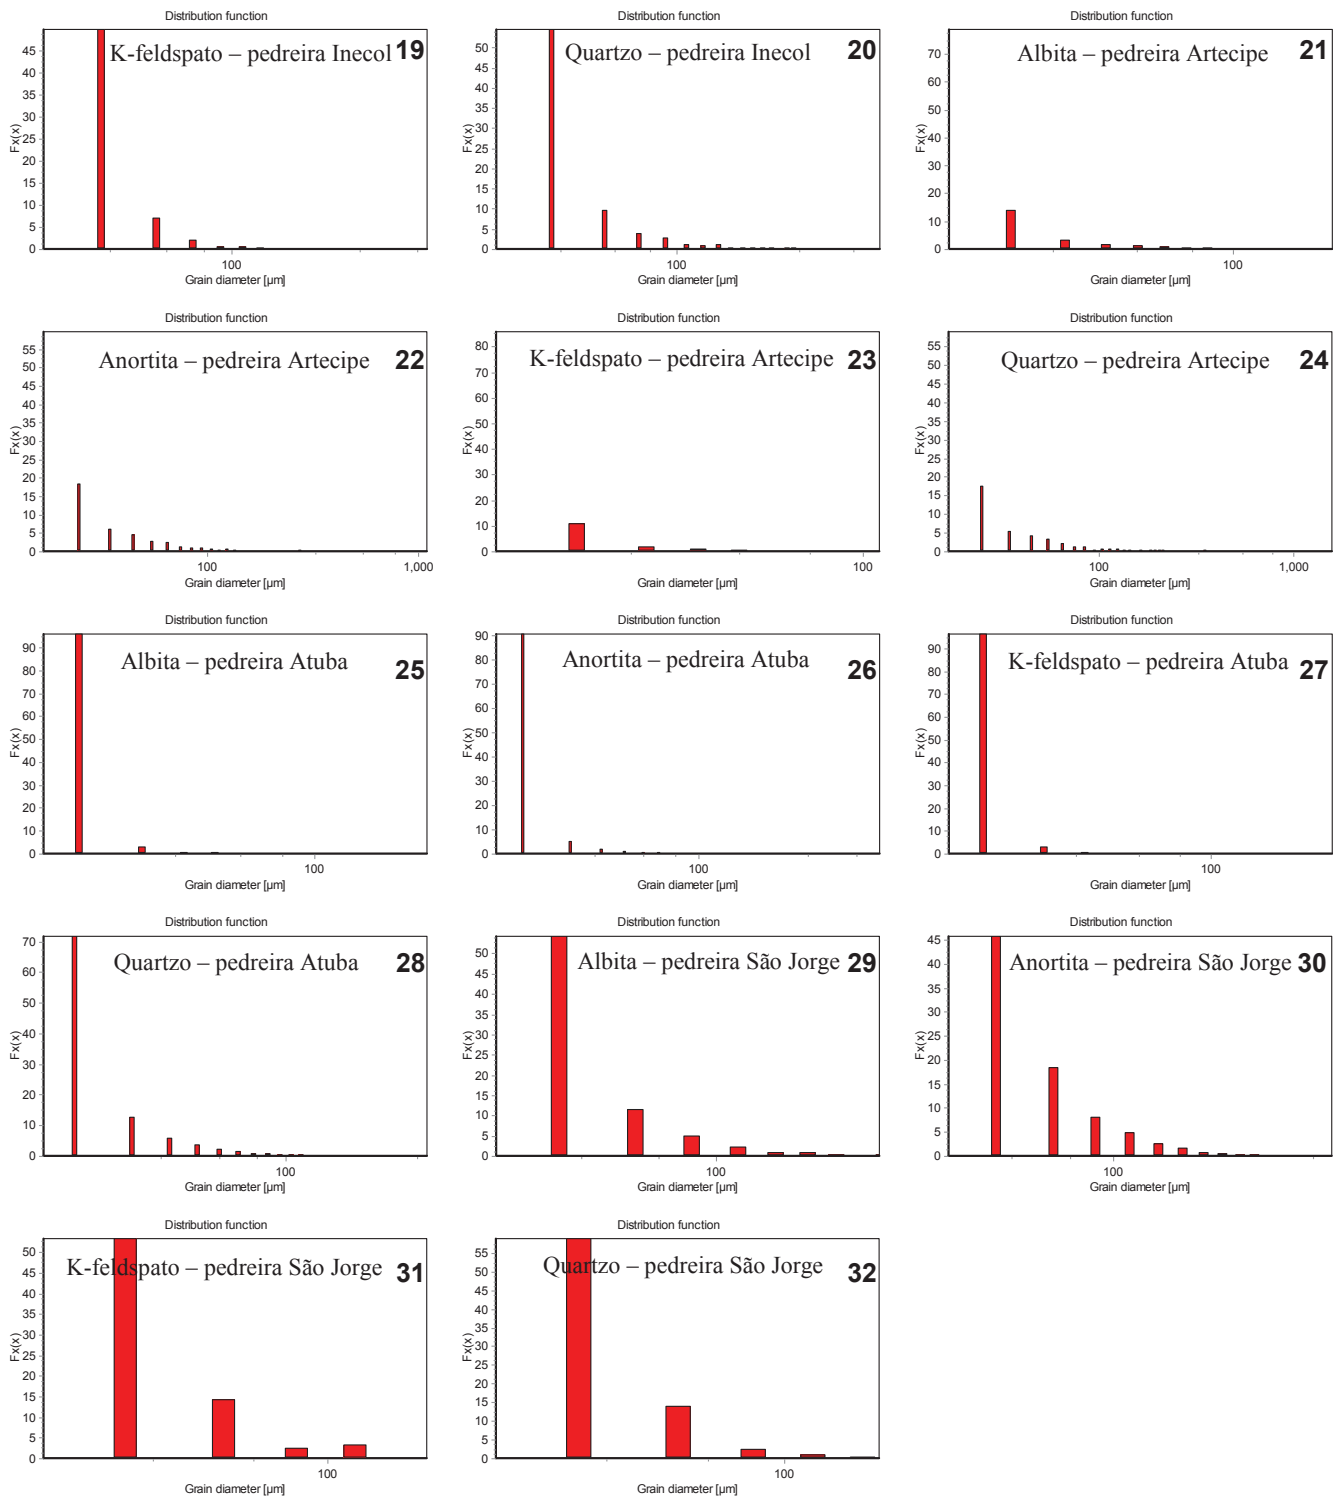 Distribution function
K-feldspato – pedreira Inecol 19
45
40
35
30
25
20
15
10
5
0
Fx(x)
100
Grain diameter [µm]
Distribution function
Quartzo – pedreira Inecol 20
50
45
40
35
30
25
20
15
10
5
0
Fx(x)
100
Grain diameter [µm]
Distribution function
Albita – pedreira Artecipe 21
70
60
50
40
30
20
10
0
Fx(x)
100
Grain diameter [µm]
Distribution function
Anortita – pedreira Artecipe 22
55
50
45
40
35
30
25
20
15
10
5
0
Fx(x)
100 1,000
Grain diameter [µm]
Distribution function
K-feldspato – pedreira Artecipe 23
80
70
60
50
40
30
20
10
0
Fx(x)
100
Grain diameter [µm]
Distribution function
Quartzo – pedreira Artecipe 24
55
50
45
40
35
30
25
20
15
10
5
0
Fx(x)
100 1,000
Grain diameter [µm]
Distribution function
Albita – pedreira Atuba 25
90
80
70
60
50
40
30
20
10
0
Fx(x)
100
Grain diameter [µm]
Distribution function
Anortita – pedreira Atuba 26
90
80
70
60
50
40
30
20
10
0
Fx(x)
100
Grain diameter [µm]
Distribution function
K-feldspato – pedreira Atuba 27
90
80
70
60
50
40
30
20
10
0
Fx(x)
100
Grain diameter [µm]
Distribution function
Quartzo – pedreira Atuba 28
70
60
50
40
30
20
10
0
Fx(x)
100
Grain diameter [µm]
Distribution function
Albita – pedreira São Jorge 29
50
45
40
35
30
25
20
15
10
5
0
Fx(x)
100
Grain diameter [µm]
Distribution function
Anortita – pedreira São Jorge 30
45
40
35
30
25
20
15
10
5
0
Fx(x)
100
Grain diameter [µm]
Distribution function
K-feldspato – pedreira São Jorge 31
50
45
40
35
30
25
20
15
10
5
0
Fx(x)
100
Grain diameter [µm]
Distribution function
Quartzo – pedreira São Jorge 32
55
50
45
40
35
30
25
20
15
10
5
0
Fx(x)
100
Grain diameter [µm]